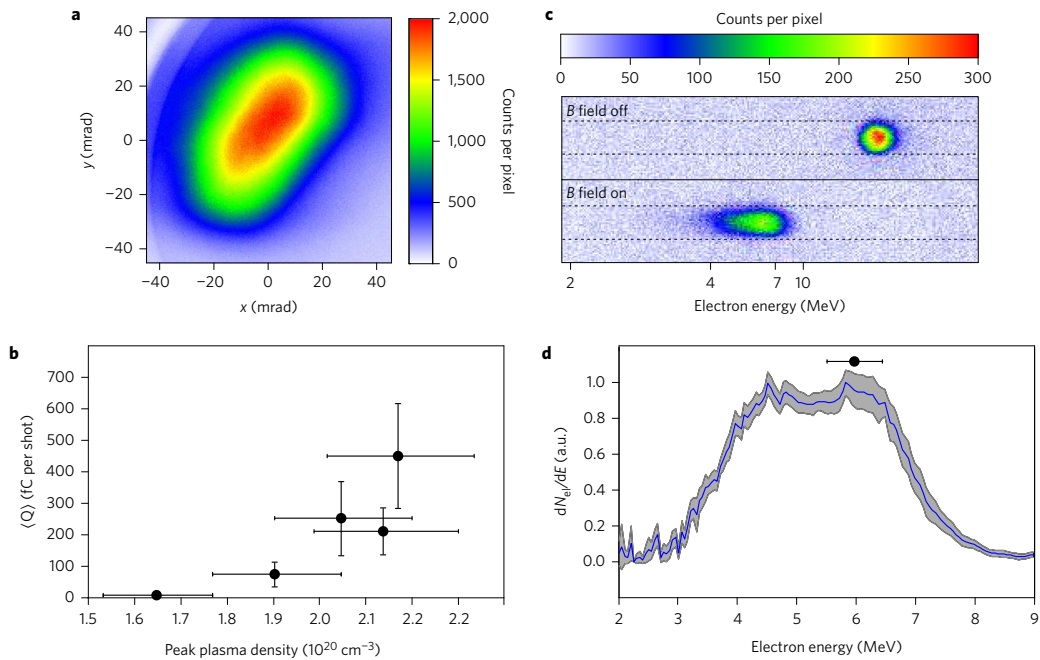 a
40
20
0
−20
−40
y (mrad)
−40 −20 0 20 40
x (mrad)
2,000
1,500
1,000
500
0
Counts per pixel
c
Counts per pixel
0 50 100 150 200 250 300
B field off
B field on
2 4 7 10
Electron energy (MeV)
b
700
600
500
400
300
200
100
0
⟨Q⟩ (fC per shot)
1.5 1.6 1.7 1.8 1.9 2.0 2.1 2.2 2.2
Peak plasma density (10²⁰ cm⁻³)
d
1.0
0.8
0.6
0.4
0.2
0.0
dNel/dE (a.u.)
2 3 4 5 6 7 8 9
Electron energy (MeV)